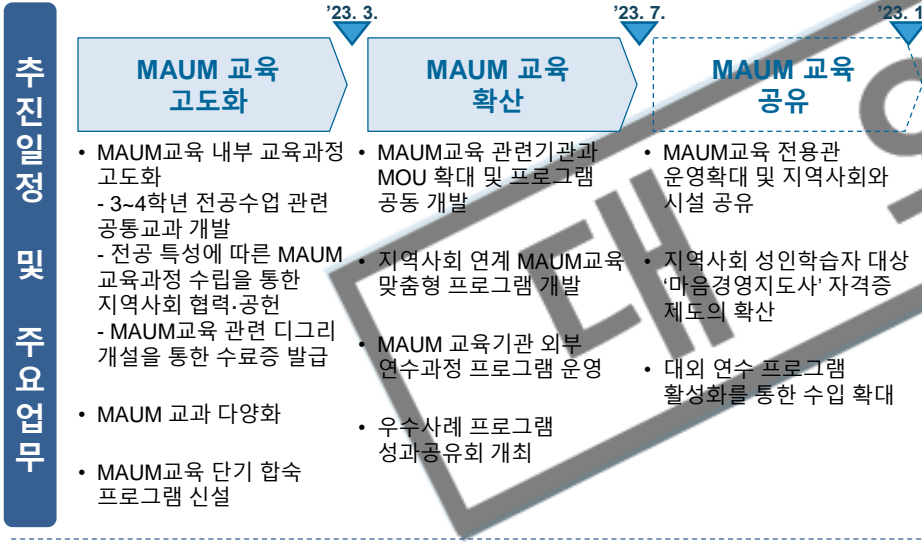 추진일정 및 주요업무
'23. 3.
'23. 7.
'23. 1
MAUM 교육
고도화
MAUM 교육
확산
MAUM 교육
공유
• MAUM교육 내부 교육과정
고도화
- 3~4학년 전공수업 관련
공통교과 개발
- 전공 특성에 따른 MAUM
교육과정 수립을 통한
지역사회 협력·공헌
- MAUM교육 관련 디그리
개설을 통한 수료증 발급
• MAUM 교과 다양화
• MAUM교육 단기 합숙
프로그램 신설
• MAUM교육 관련기관과
MOU 확대 및 프로그램
공동 개발
• 지역사회 연계 MAUM교육
맞춤형 프로그램 개발
• MAUM 교육기관 외부
연수과정 프로그램 운영
• 우수사례 프로그램
성과공유회 개최
• MAUM교육 전용관
운영확대 및 지역사회와
시설 공유
• 지역사회 성인학습자 대상
'마음경영지도사' 자격증
제도의 확산
• 대외 연수 프로그램
활성화를 통한 수입 확대
대